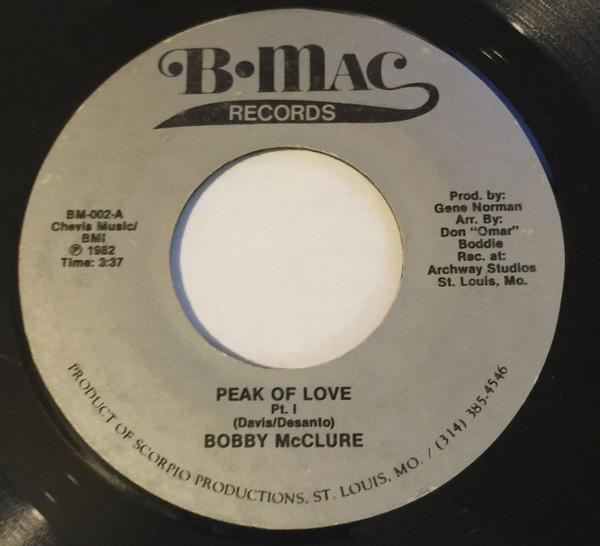 B•MAC
RECORDS
BM-002-A
Chevis Music/
BMI
℗ 1982
Time: 3:37
Prod. by:
Gene Norman
Arr. By:
Don "Omar"
Boddie
Rec. at:
Archway Studios
St. Louis, Mo.
PEAK OF LOVE
Pt. I
(Davis/Desanto)
BOBBY McCLURE
PRODUCT OF SCORPIO PRODUCTIONS, ST. LOUIS, MO. / (314) 385-4546